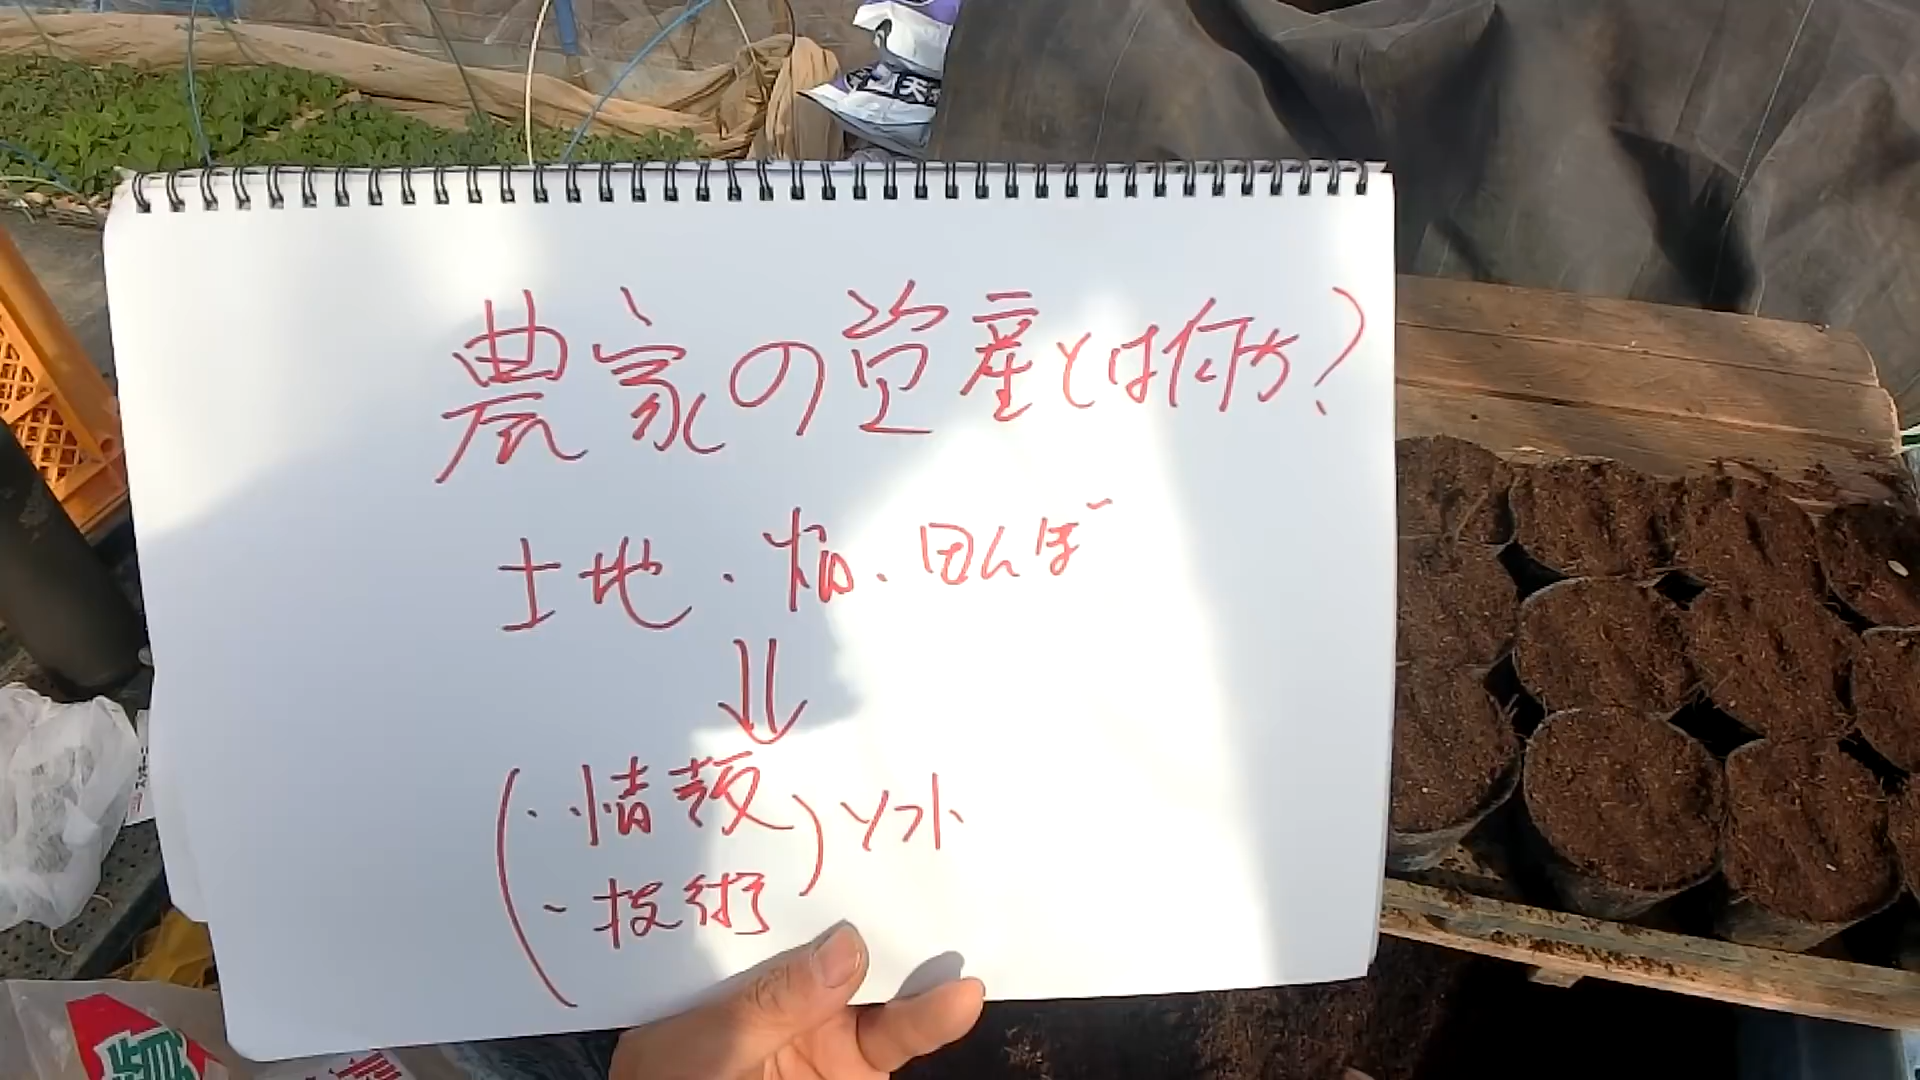 農家の資産とは何か?
土地・畑・田んぼ
⇓
(・情報
・技術) ソフト